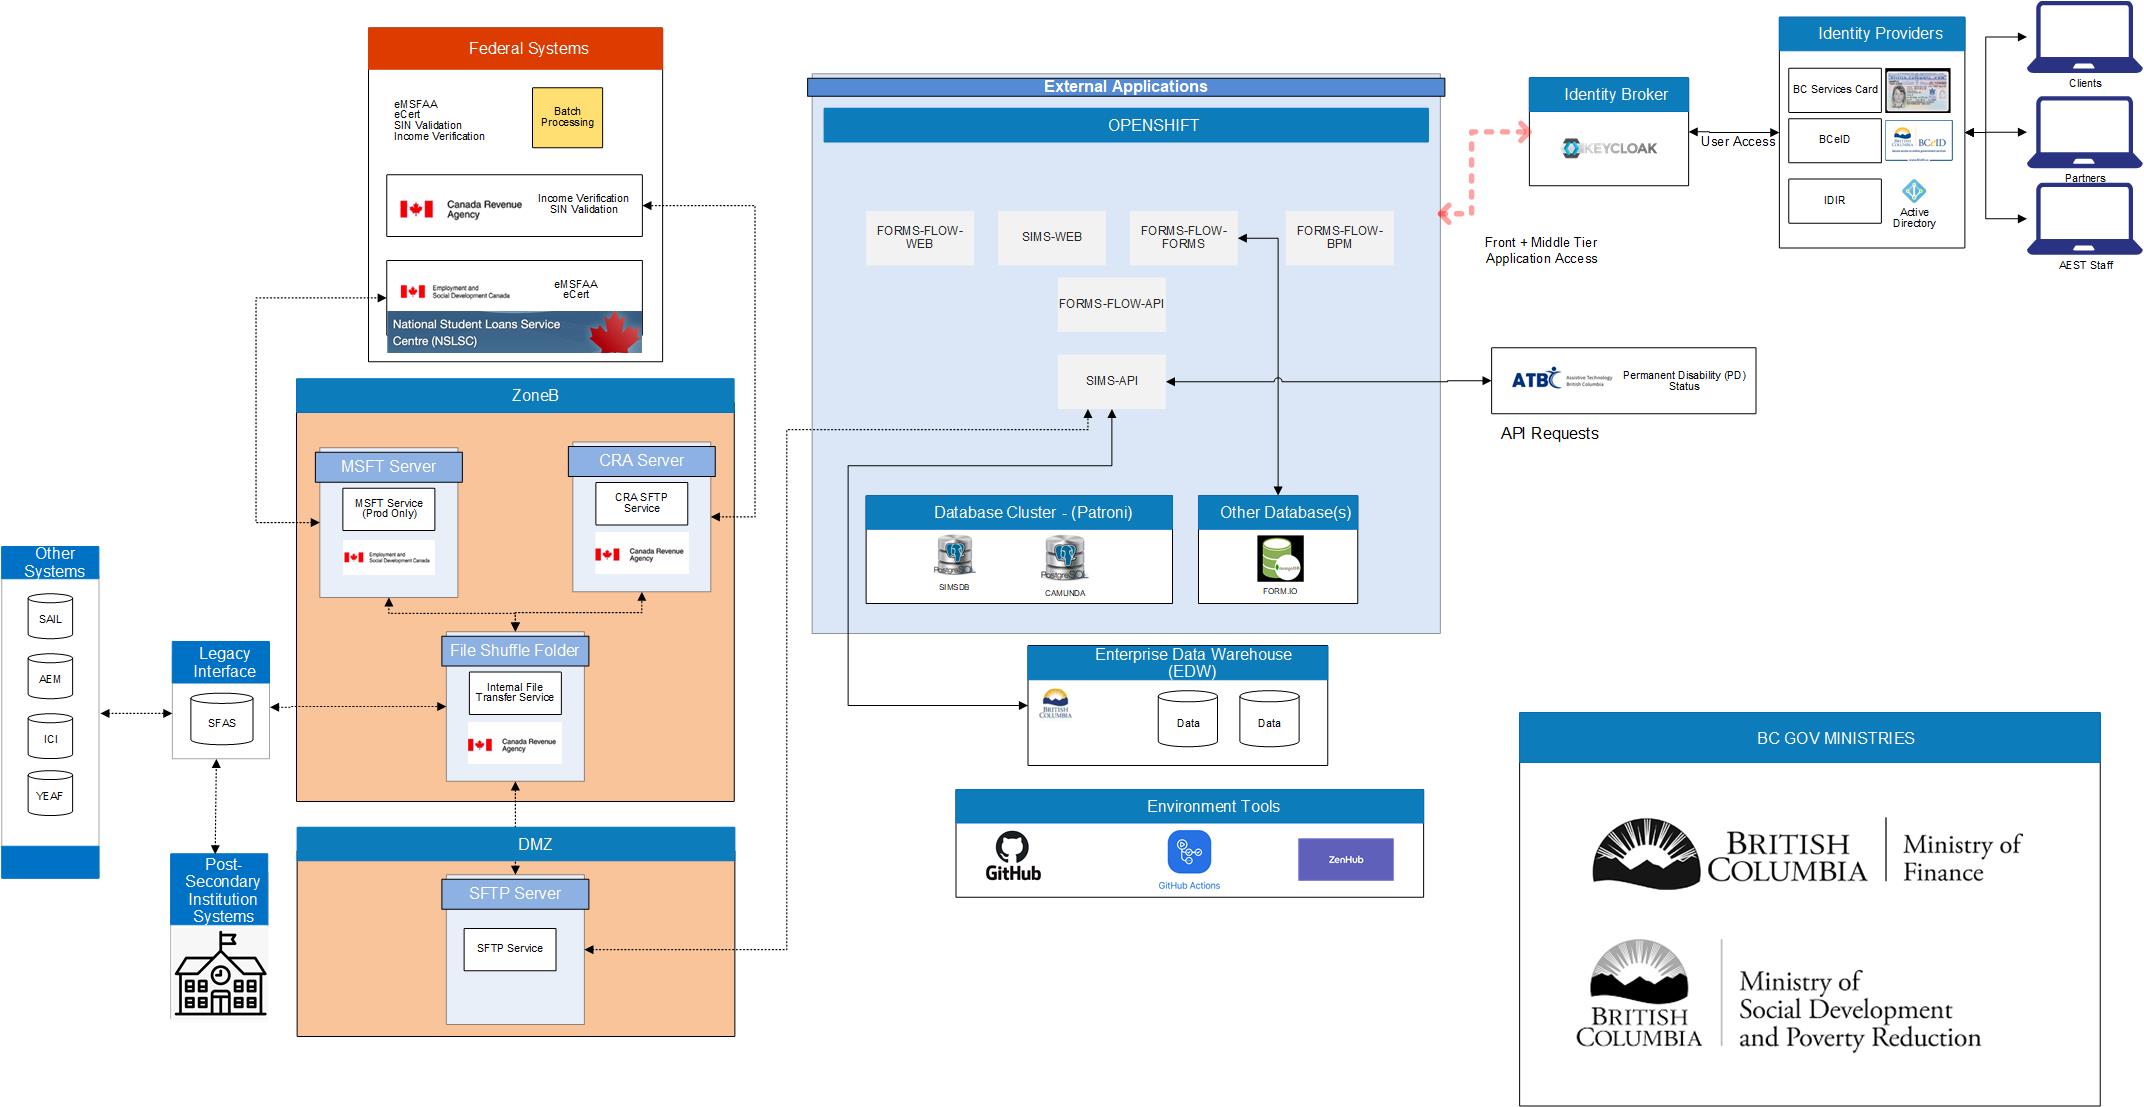 Federal Systems
eMSFAA
eCert
SIN Validation
Income Verification
Batch
Processing
Canada Revenue
Agency
Income Verification
SIN Validation
Employment and
Social Development Canada
eMSFAA
eCert
National Student Loans Service
Centre (NSLSC)
ZoneB
MSFT Server
MSFT Service
(Prod Only)
Employment and
Social Development Canada
CRA Server
CRA SFTP
Service
Canada Revenue
Agency
File Shuffle Folder
Internal File
Transfer Service
Canada Revenue
Agency
DMZ
SFTP Server
SFTP Service
Other
Systems
SAIL
AEM
ICI
YEAF
Legacy
Interface
SFAS
Post-
Secondary
Institution
Systems
External Applications
OPENSHIFT
FORMS-FLOW-
WEB
SIMS-WEB
FORMS-FLOW-
FORMS
FORMS-FLOW-
BPM
FORMS-FLOW-API
SIMS-API
Database Cluster - (Patroni)
PostgreSQL
SIMSDB
PostgreSQL
CAMUNDA
Other Database(s)
mongoDB
FORM.IO
Enterprise Data Warehouse
(EDW)
BRITISH
COLUMBIA
Data
Data
Environment Tools
GitHub
GitHub Actions
ZenHub
Identity Broker
KEYCLOAK
User Access
Front + Middle Tier
Application Access
Identity Providers
BC Services Card
BCeID
BRITISH
COLUMBIA
BCeID
IDIR
Active
Directory
Clients
Partners
AEST Staff
ATBC
Assistive Technology
British Columbia
Permanent Disability (PD)
Status
API Requests
BC GOV MINISTRIES
BRITISH
COLUMBIA
Ministry of
Finance
BRITISH
COLUMBIA
Ministry of
Social Development
and Poverty Reduction